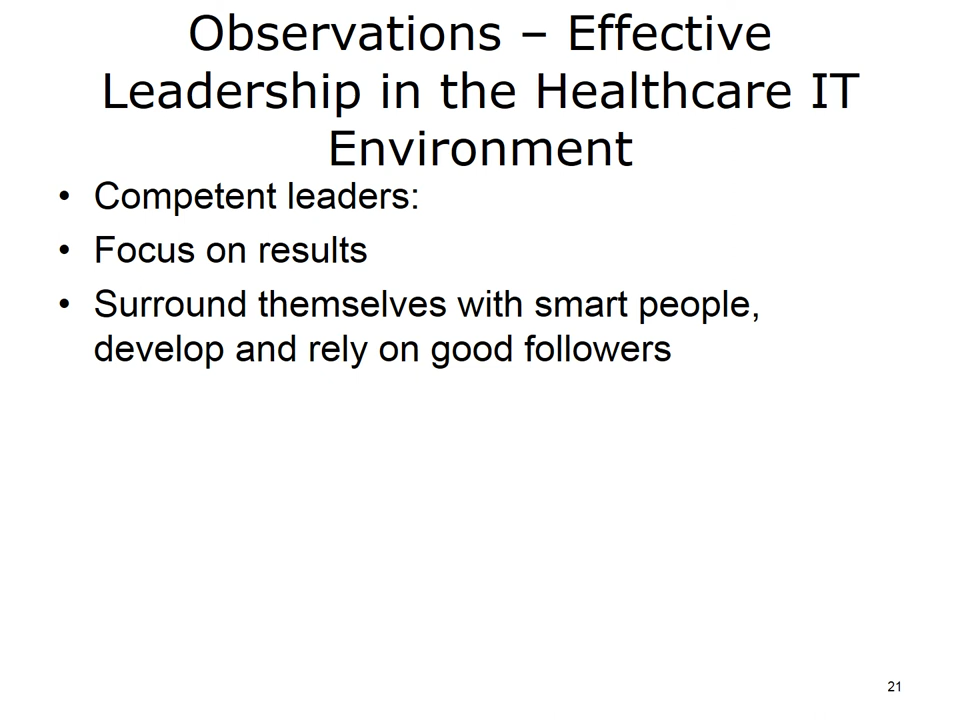 Observations – Effective
Leadership in the Healthcare IT
Environment
• Competent leaders:
• Focus on results
• Surround themselves with smart people,
develop and rely on good followers
21